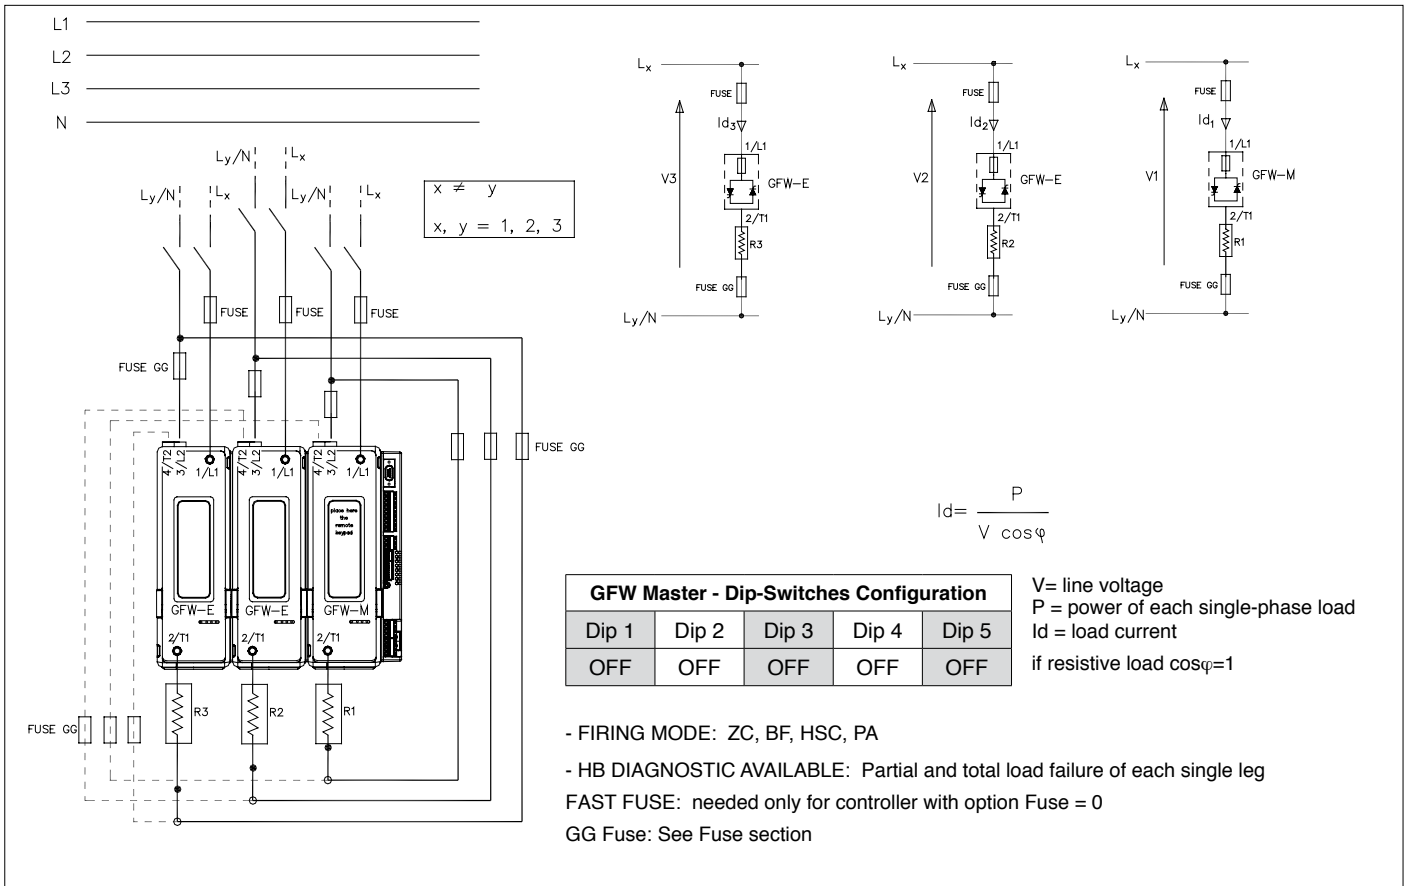 L1
L2
L3
N
Ly/N Lx
Ly/N Lx Ly/N Lx
x ≠ y
x, y = 1, 2, 3
FUSE FUSE FUSE
FUSE GG
FUSE GG
4/T2 3/L2 1/L1 4/T2 3/L2 1/L1 4/T2 3/L2 1/L1
place here
the
remote
keypad
GFW-E GFW-E GFW-M
2/T1 2/T1 2/T1
R3 R2 R1
FUSE GG
Lx
FUSE
Id3
1/L1
V3
GFW-E
2/T1
R3
FUSE GG
Ly/N
Lx
FUSE
Id2
1/L1
V2
GFW-E
2/T1
R2
FUSE GG
Ly/N
Lx
FUSE
Id1
1/L1
V1
GFW-M
2/T1
R1
FUSE GG
Ly/N
Id= P
V cosφ
GFW Master - Dip-Switches Configuration
Dip 1 Dip 2 Dip 3 Dip 4 Dip 5
OFF OFF OFF OFF OFF
V= line voltage
P = power of each single-phase load
Id = load current
if resistive load cosφ=1
- FIRING MODE: ZC, BF, HSC, PA
- HB DIAGNOSTIC AVAILABLE: Partial and total load failure of each single leg
FAST FUSE: needed only for controller with option Fuse = 0
GG Fuse: See Fuse section